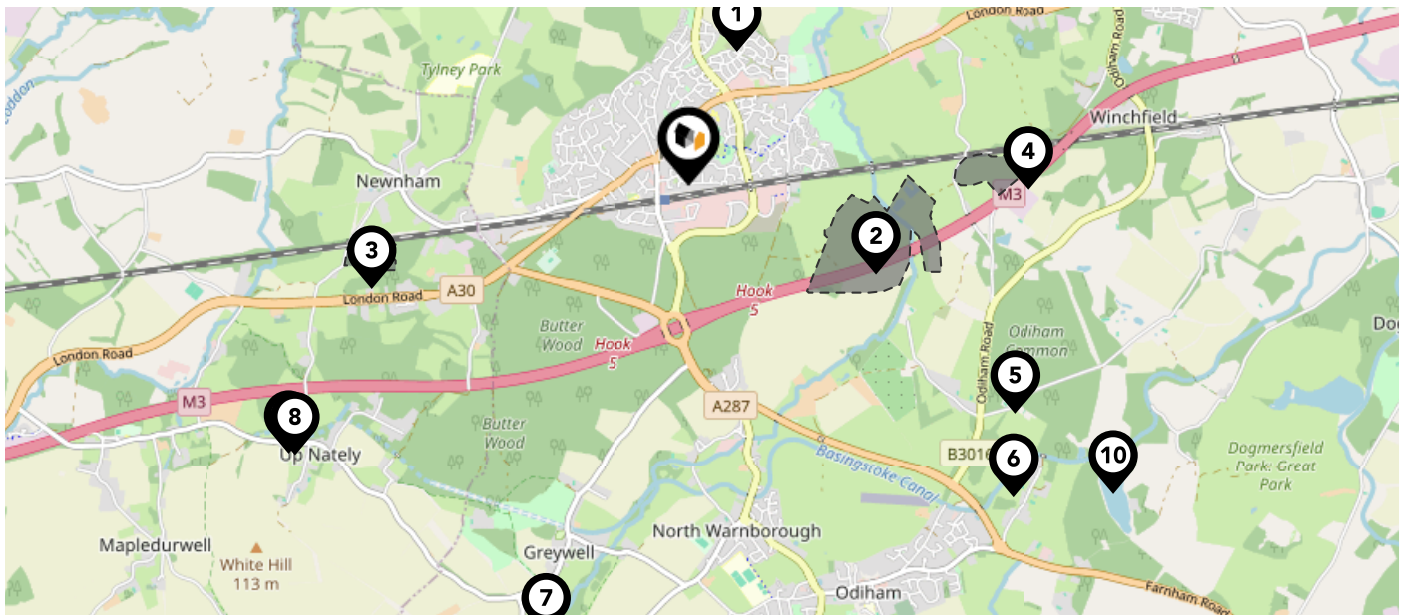 1
London Road
Odiham Road
Loddon
Tylney Park
Winchfield
4
Newnham
M3
2
3
A30
London Road
Hook
5
Butter
Wood
Hook
5
Odiham
Common
London Road
Odiham Road
5
M3
8
A287
Butter
Wood
Up Nately
B3016
6
10
Basingstoke Canal
Dogmersfield
Park: Great
Park
Mapledurwell
White Hill
113 m
Greywell
North Warnborough
7
Odiham
Farnham Road